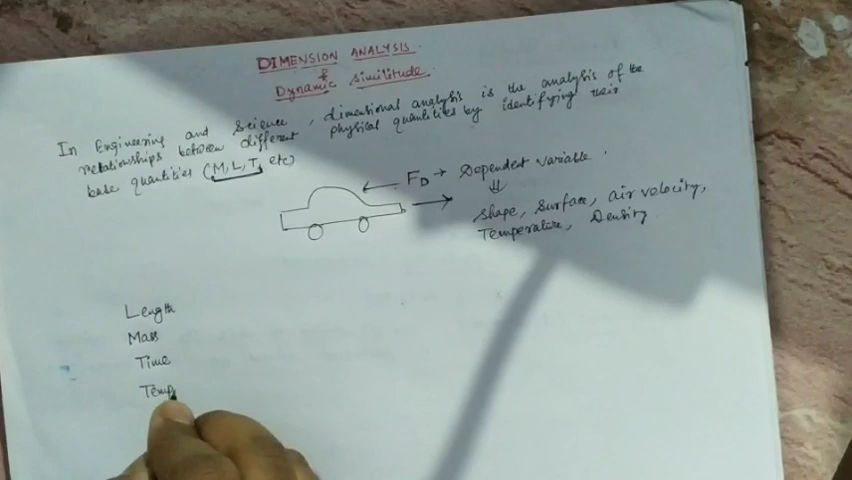 DIMENSION ANALYSIS
&
Dynamic similitude
In Engineering and Science, dimensional analysis is the analysis of the
relationships between different physical quantities by identifying their
base quantities (M, L, T, etc)
F_D → Dependent variable
⇓
Shape, Surface, air velocity,
Temperature, Density
Length
Mass
Time
Temp